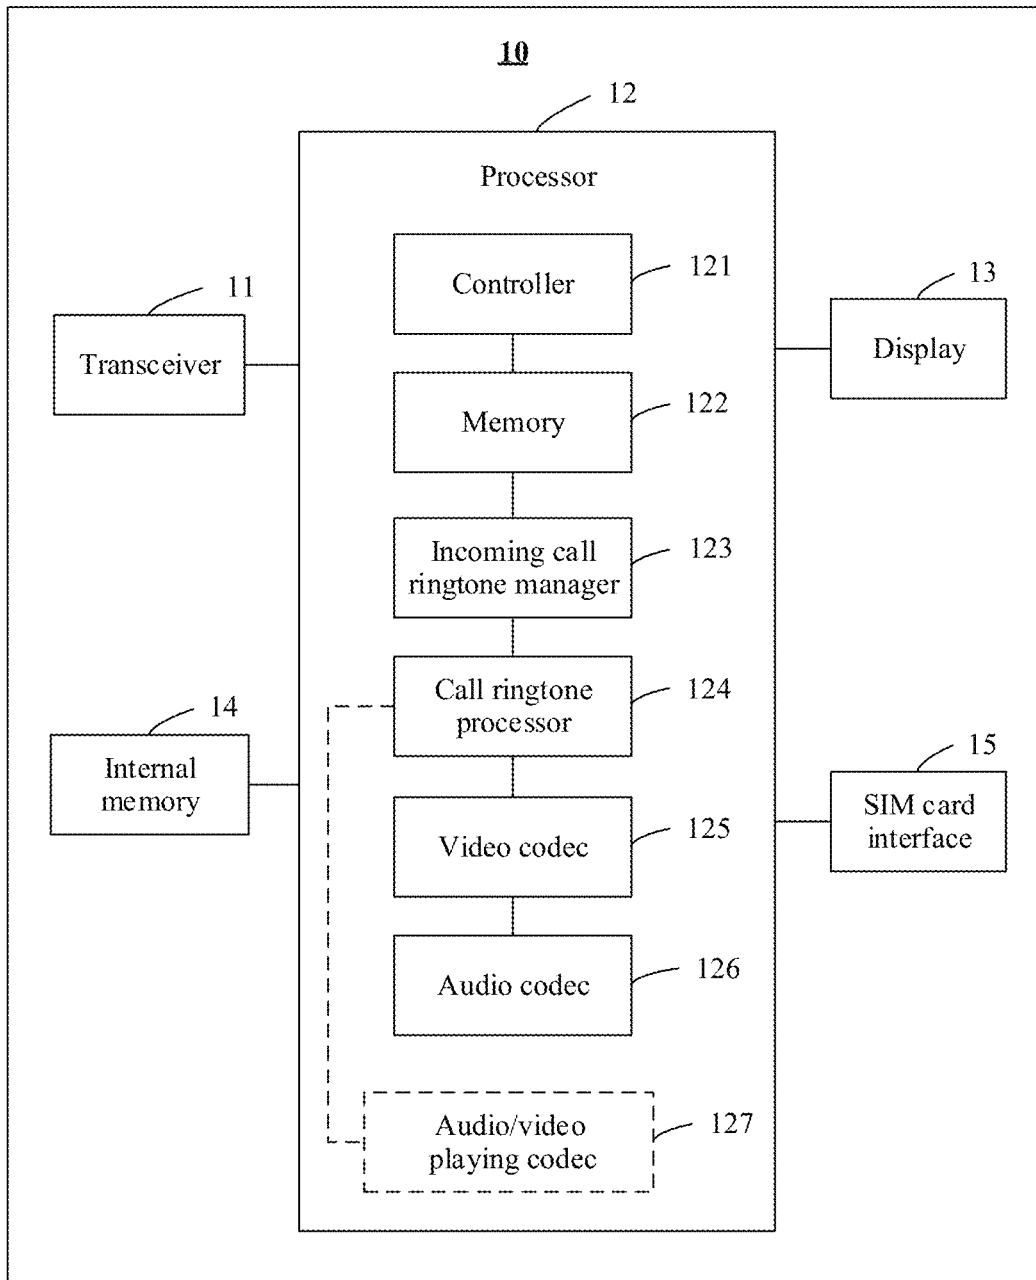 10
12
Processor
Controller
121
11
Transceiver
13
Display
Memory
122
Incoming call
ringtone manager
123
Call ringtone
processor
124
14
Internal
memory
15
SIM card
interface
Video codec
125
Audio codec
126
Audio/video
playing codec
127